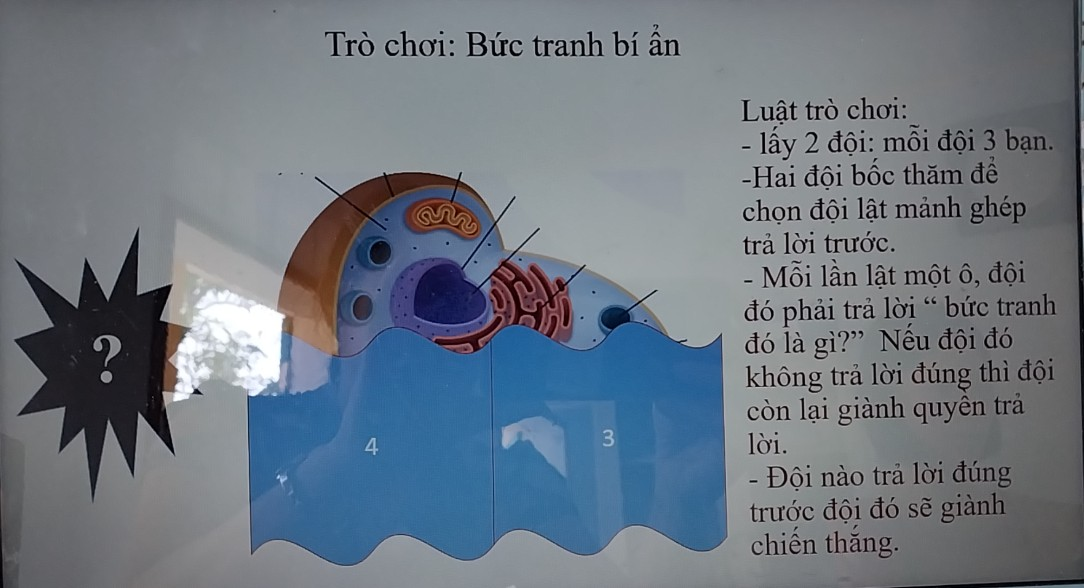 Trò chơi: Bức tranh bí ẩn
Luật trò chơi:
- lấy 2 đội: mỗi đội 3 bạn.
-Hai đội bốc thăm để
chọn đội lật mảnh ghép
trả lời trước.
- Mỗi lần lật một ô, đội
đó phải trả lời “ bức tranh
đó là gì?” Nếu đội đó
không trả lời đúng thì đội
còn lại giành quyền trả
lời.
- Đội nào trả lời đúng
trước đội đó sẽ giành
chiến thắng.
?
4
3